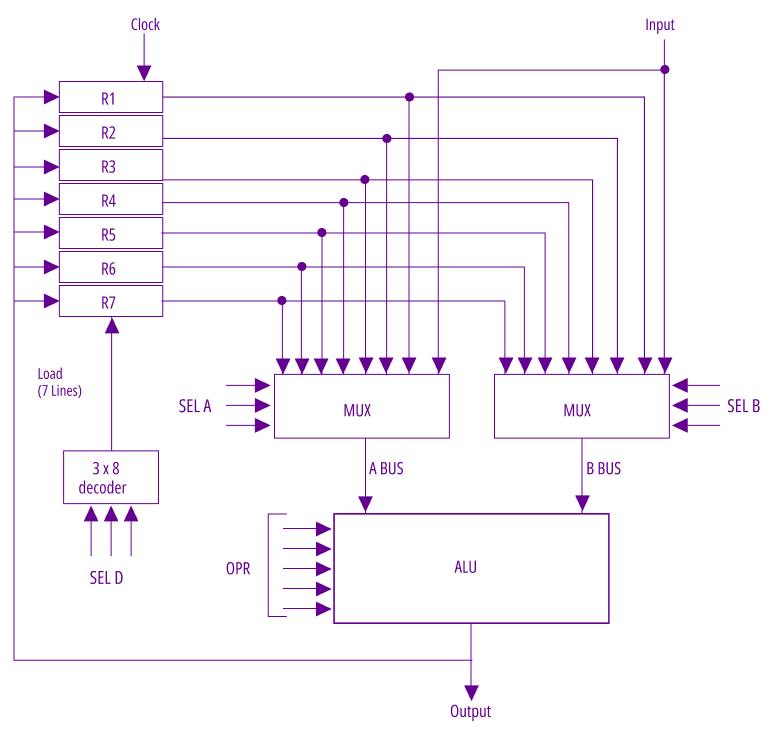 Clock
Input
R1
R2
R3
R4
R5
R6
R7
Load
(7 Lines)
SEL A
MUX
MUX
SEL B
3 x 8
decoder
A BUS
B BUS
SEL D
OPR
ALU
Output